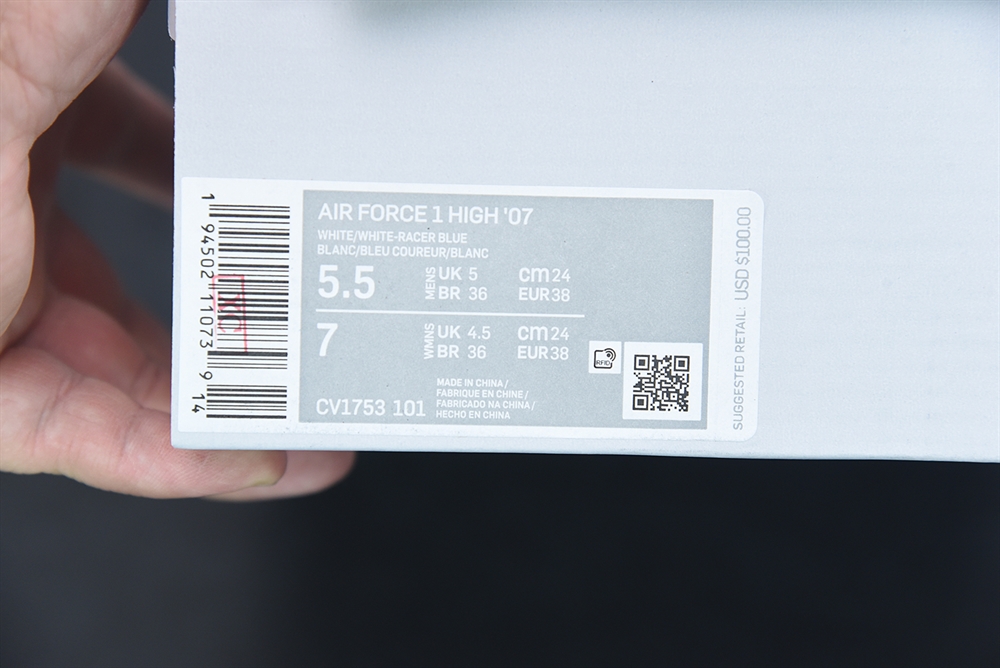 1 94502 11073 9 14
AIR FORCE 1 HIGH '07
WHITE/WHITE-RACER BLUE
BLANC/BLEU COUREUR/BLANC
5.5 MENS UK 5 cm 24
BR 36 EUR 38
7 WMNS UK 4.5 cm 24
BR 36 EUR 38
RFID
MADE IN CHINA /
FABRIQUE EN CHINE /
FABRICADO NA CHINA /
HECHO EN CHINA
CV1753 101
SUGGESTED RETAIL: USD $100.00